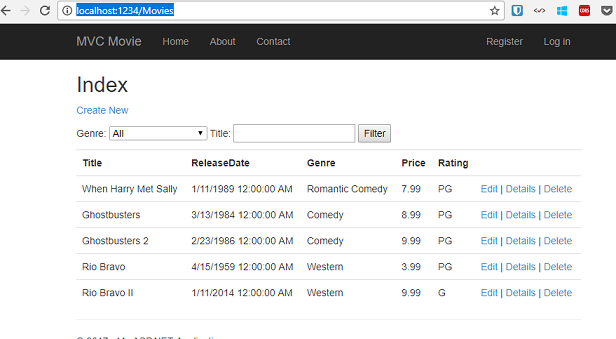 localhost:1234/Movies
MVC Movie Home About Contact Register Log in
Index
Create New
Genre: All Title: Filter
Title ReleaseDate Genre Price Rating
When Harry Met Sally 1/11/1989 12:00:00 AM Romantic Comedy 7.99 PG Edit | Details | Delete
Ghostbusters 3/13/1984 12:00:00 AM Comedy 8.99 PG Edit | Details | Delete
Ghostbusters 2 2/23/1986 12:00:00 AM Comedy 9.99 PG Edit | Details | Delete
Rio Bravo 4/15/1959 12:00:00 AM Western 3.99 PG Edit | Details | Delete
Rio Bravo II 1/11/2014 12:00:00 AM Western 9.99 G Edit | Details | Delete